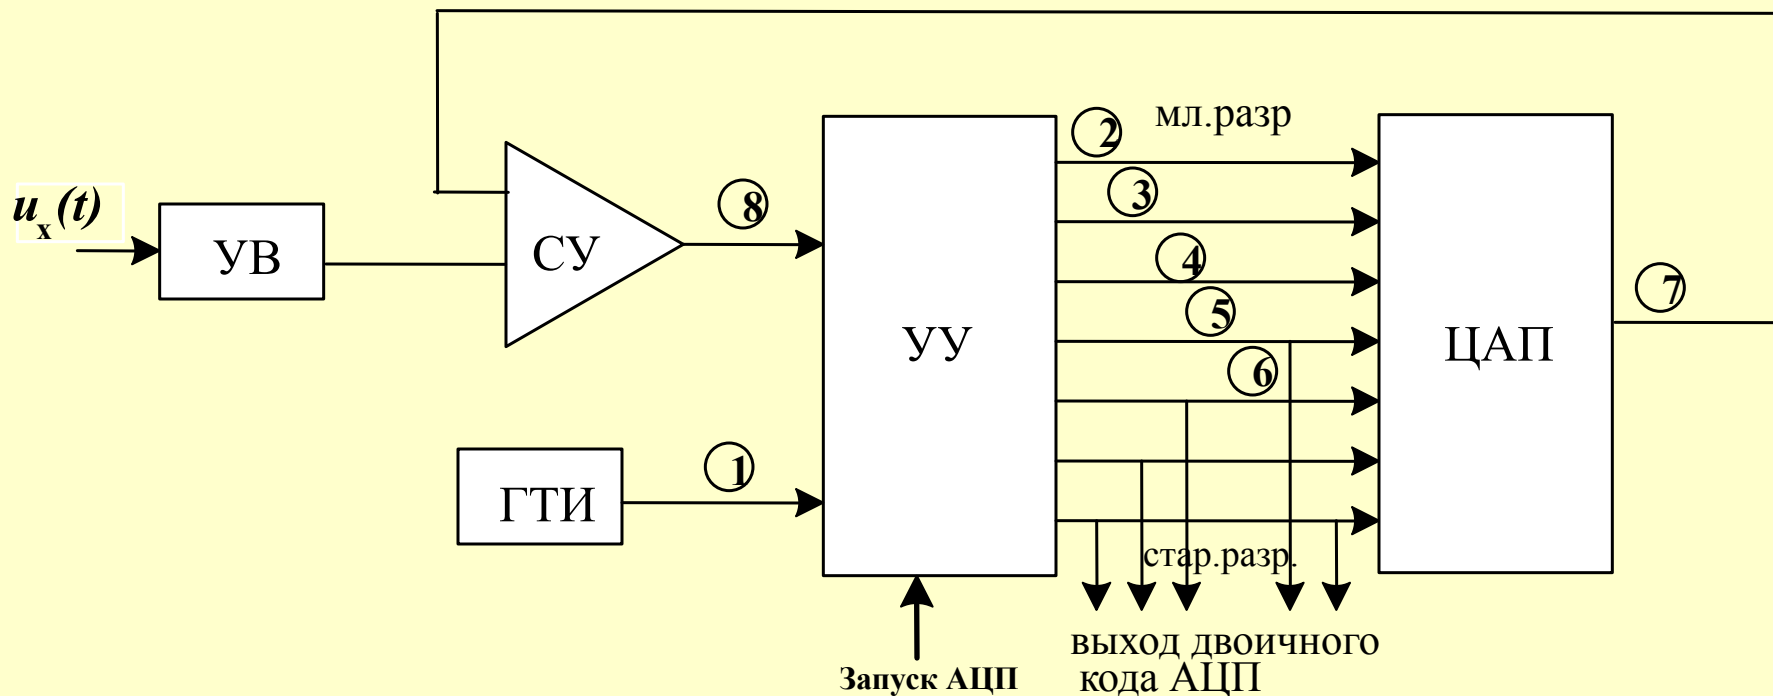 мл.разр
2
3
u_x(t)
8
УВ
СУ
4
5
7
УУ
ЦАП
6
1
ГТИ
стар.разр.
выход двоичного
кода АЦП
Запуск АЦП